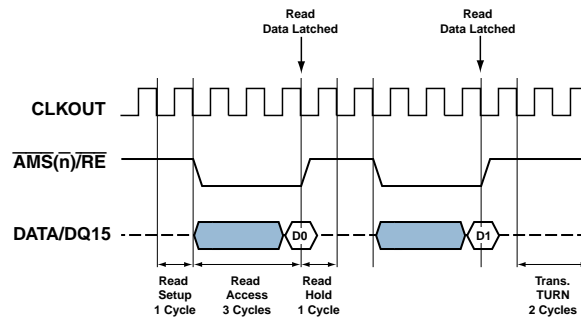 Read
Data Latched
Read
Data Latched
CLKOUT
AMS(n)/RE
DATA/DQ15
D0
D1
Read
Setup
1 Cycle
Read
Access
3 Cycles
Read
Hold
1 Cycle
Trans.
TURN
2 Cycles